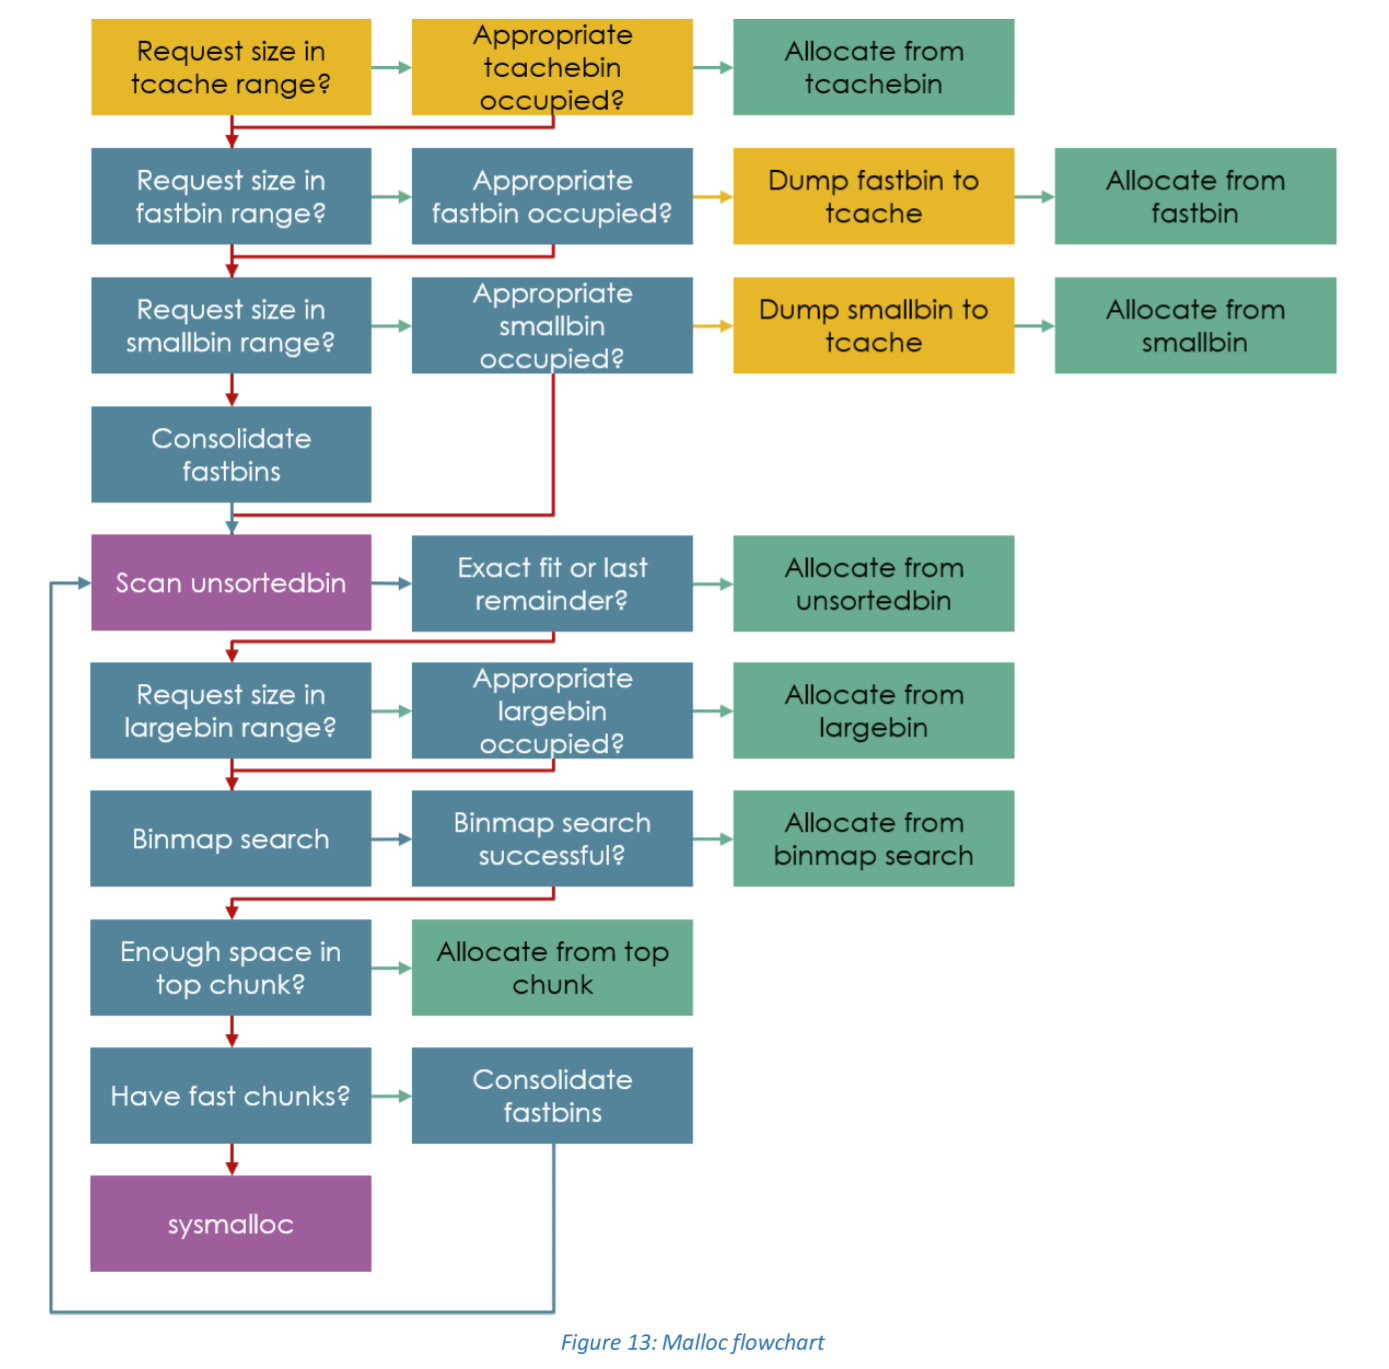 Request size in
tcache range?
Appropriate
tcachebin
occupied?
Allocate from
tcachebin
Request size in
fastbin range?
Appropriate
fastbin occupied?
Dump fastbin to
tcache
Allocate from
fastbin
Request size in
smallbin range?
Appropriate
smallbin
occupied?
Dump smallbin to
tcache
Allocate from
smallbin
Consolidate
fastbins
Scan unsortedbin
Exact fit or last
remainder?
Allocate from
unsortedbin
Request size in
largebin range?
Appropriate
largebin
occupied?
Allocate from
largebin
Binmap search
Binmap search
successful?
Allocate from
binmap search
Enough space in
top chunk?
Allocate from top
chunk
Have fast chunks?
Consolidate
fastbins
sysmalloc
Figure 13: Malloc flowchart